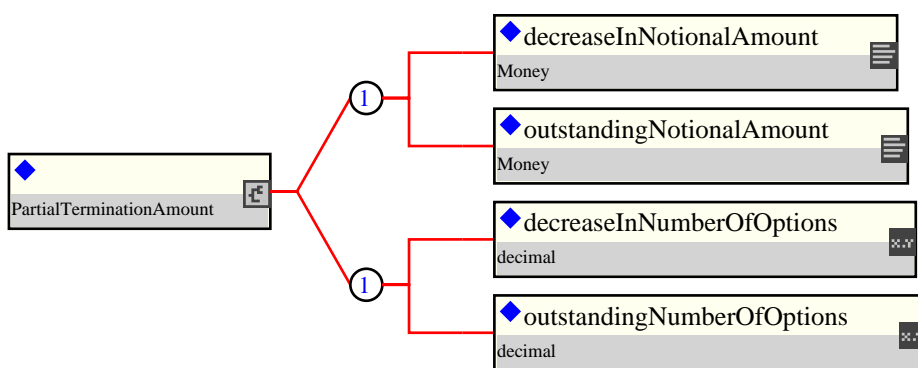 decreaseInNotionalAmount
Money
1
outstandingNotionalAmount
Money
PartialTerminationAmount
decreaseInNumberOfOptions
x.y
decimal
1
outstandingNumberOfOptions
x.y
decimal